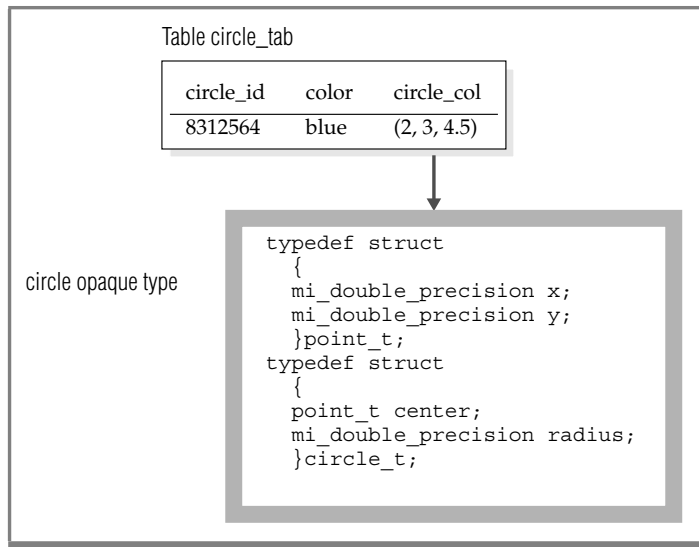 Table circle_tab
circle_id color circle_col
8312564 blue (2, 3, 4.5)
circle opaque type
typedef struct
{
mi_double_precision x;
mi_double_precision y;
}point_t;
typedef struct
{
point_t center;
mi_double_precision radius;
}circle_t;